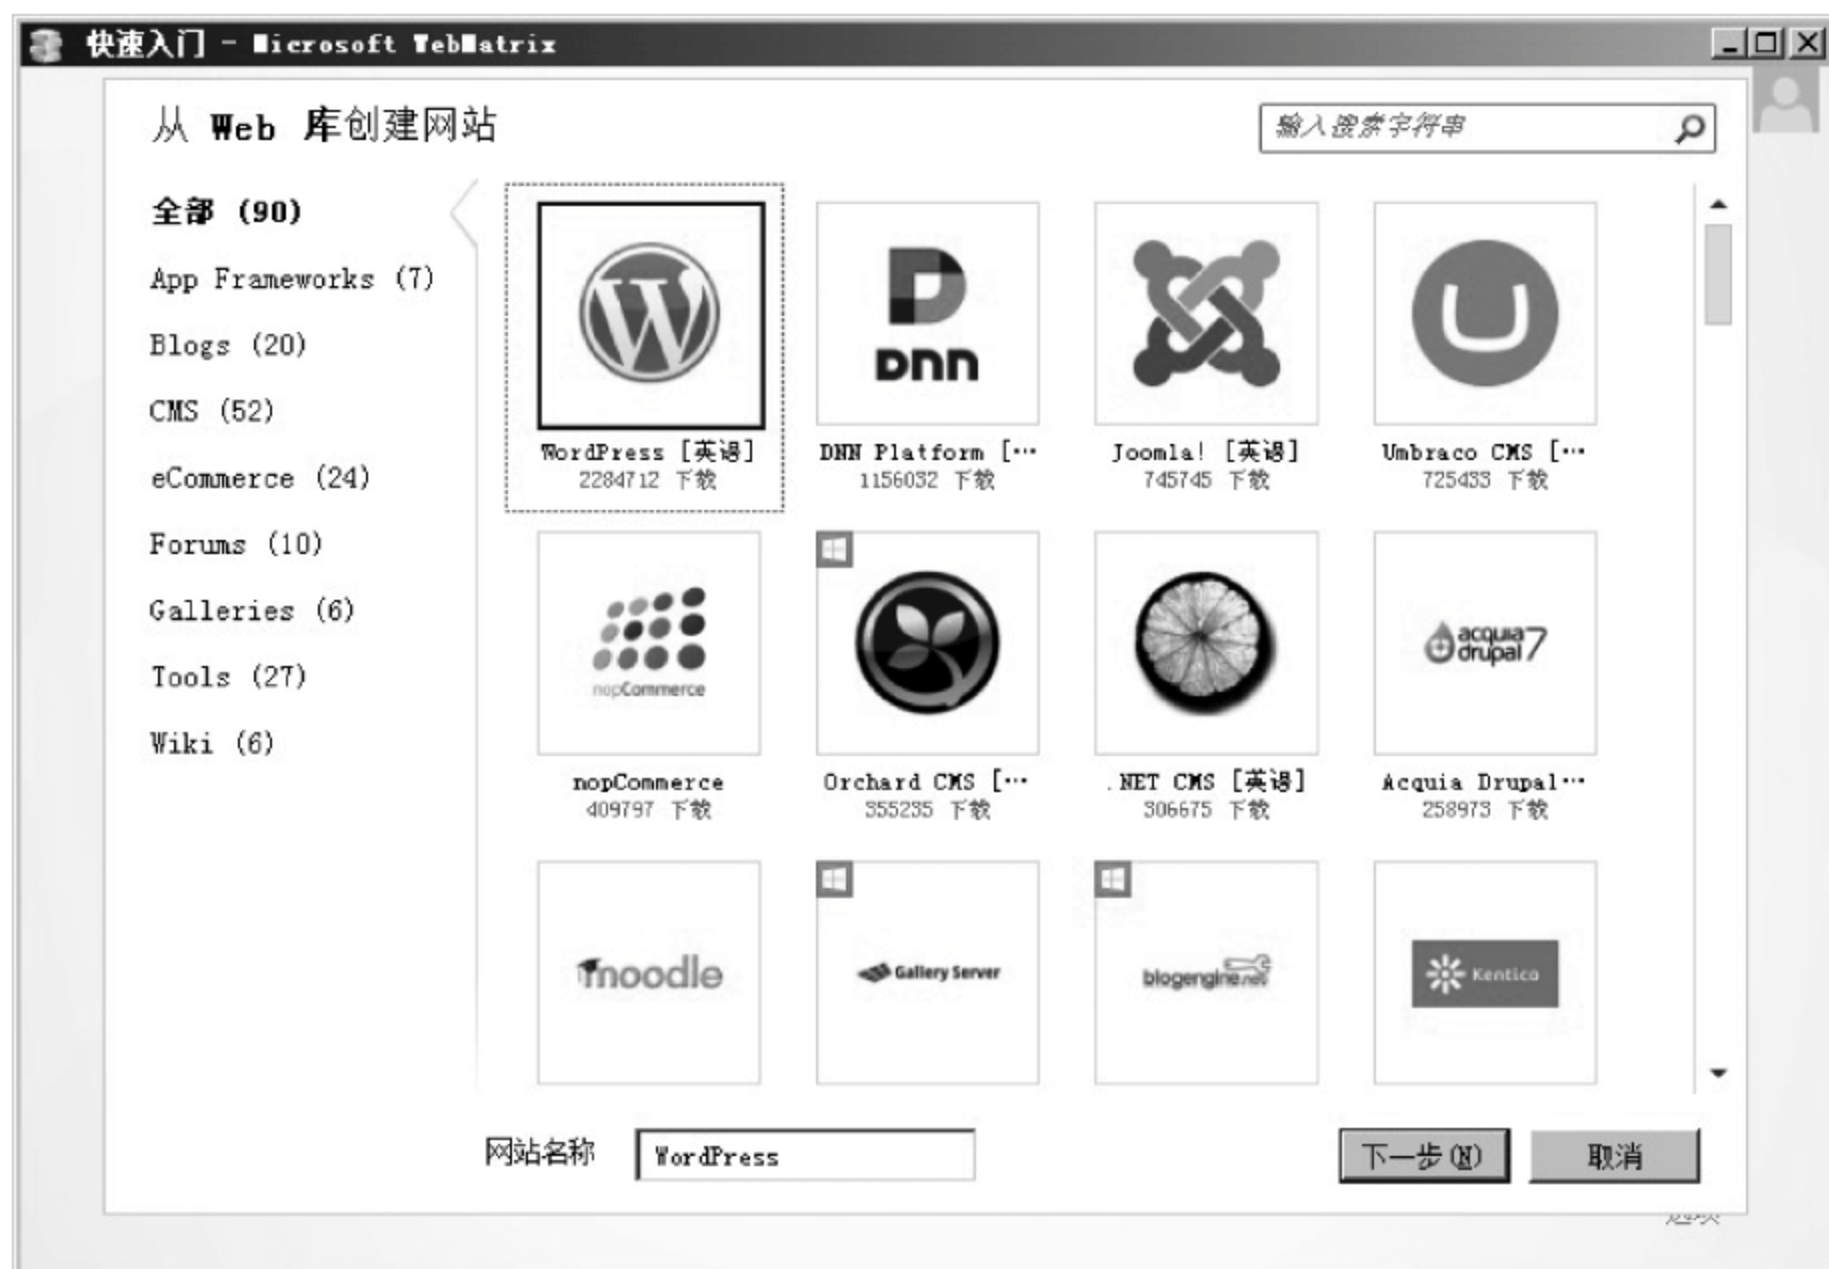 快速入门 - Microsoft WebMatrix
从 Web 库创建网站
输入搜索字符串
全部 (90)
App Frameworks (7)
Blogs (20)
CMS (52)
eCommerce (24)
Forums (10)
Galleries (6)
Tools (27)
Wiki (6)
DNN
WordPress [英语]
DNN Platform [...
Joomla! [英语]
Umbraco CMS [...
2284712 下载
1156032 下载
745745 下载
725433 下载
nopCommerce
acquia
drupal 7
nopCommerce
Orchard CMS [...
.NET CMS [英语]
Acquia Drupal...
409797 下载
355235 下载
306675 下载
258973 下载
moodle
Gallery Server
blogengine.net
Kentico
网站名称
WordPress
下一步(N)
取消
选项